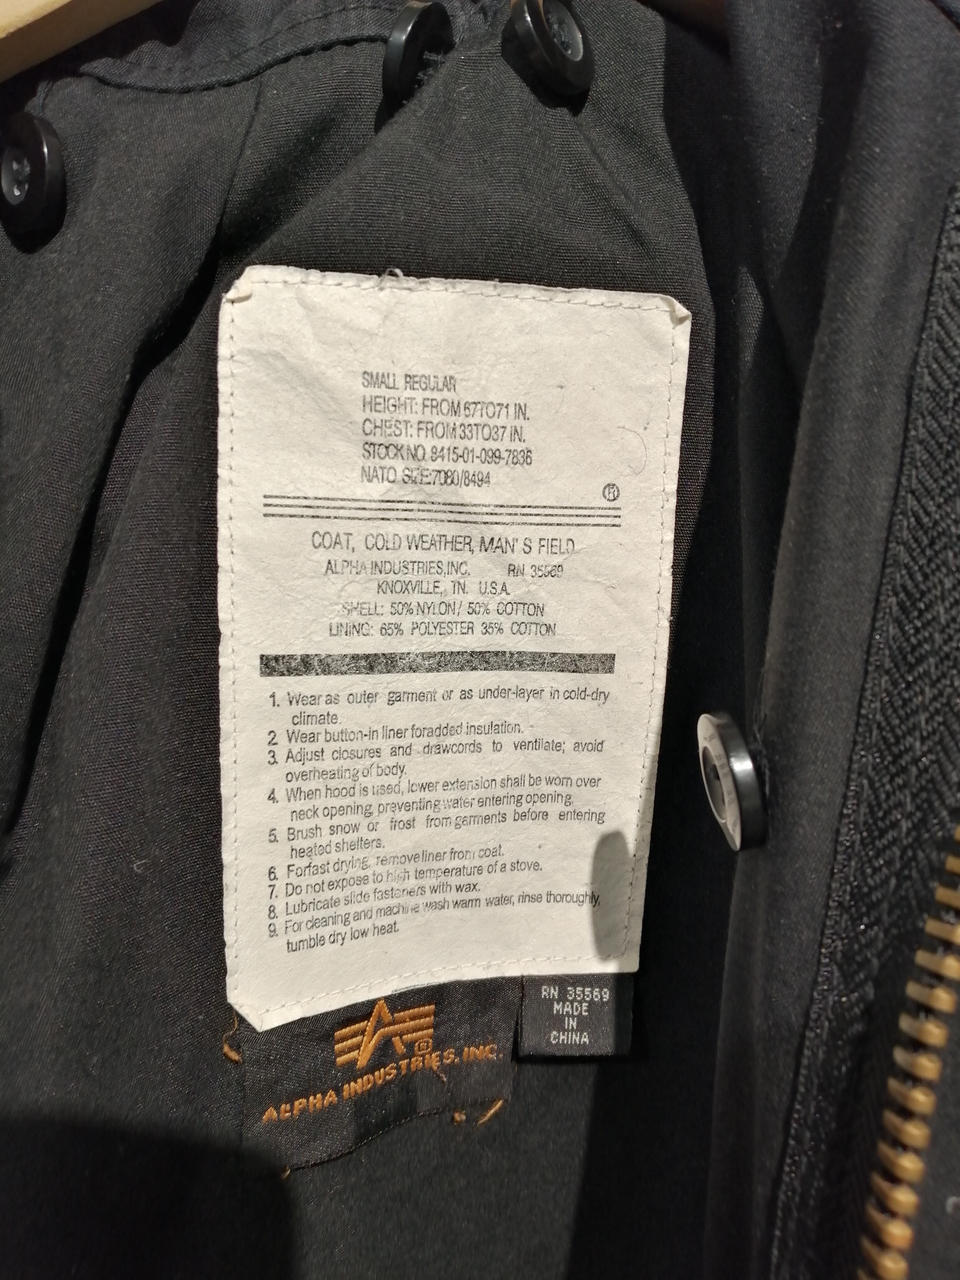 SMALL REGULAR
HEIGHT: FROM 67TO71 IN.
CHEST: FROM 33TO37 IN.
STOCK NO. 8415-01-099-7836
NATO SIZE:7080/8494
®
COAT, COLD WEATHER, MAN'S FIELD
ALPHA INDUSTRIES,INC. RN 35569
KNOXVILLE, TN. U.S.A.
SHELL: 50% NYLON/ 50% COTTON
LINING: 65% POLYESTER 35% COTTON
1. Wear as outer garment or as under-layer in cold-dry
climate.
2. Wear button-in liner foradded insulation.
3. Adjust closures and drawcords to ventilate; avoid
overheating of body.
4. When hood is used, lower extension shall be worn over
neck opening, preventing water entering opening.
5. Brush snow or frost from garments before entering
heated shelters.
6. Forfast drying, remove liner from coat.
7. Do not expose to high temperature of a stove.
8. Lubricate slide fasteners with wax.
9. For cleaning and machine wash warm water, rinse thoroughly,
tumble dry low heat.
RN 35569
MADE
IN
CHINA
®
ALPHA INDUSTRIES, INC.